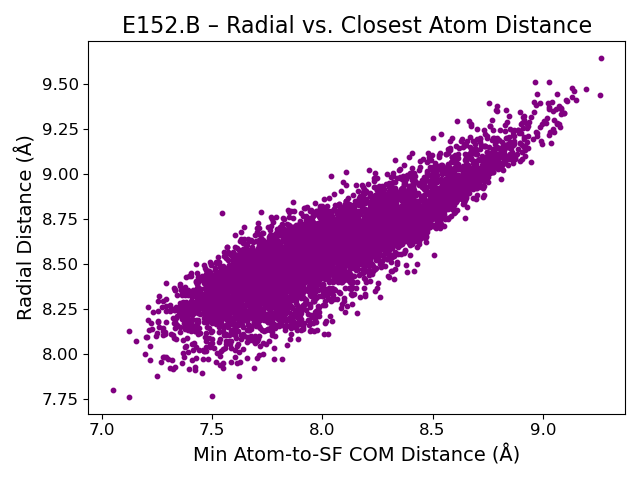 E152.B – Radial vs. Closest Atom Distance
9.50
9.25
9.00
8.75
8.50
8.25
8.00
7.75
Radial Distance (Å)
7.0 7.5 8.0 8.5 9.0
Min Atom-to-SF COM Distance (Å)